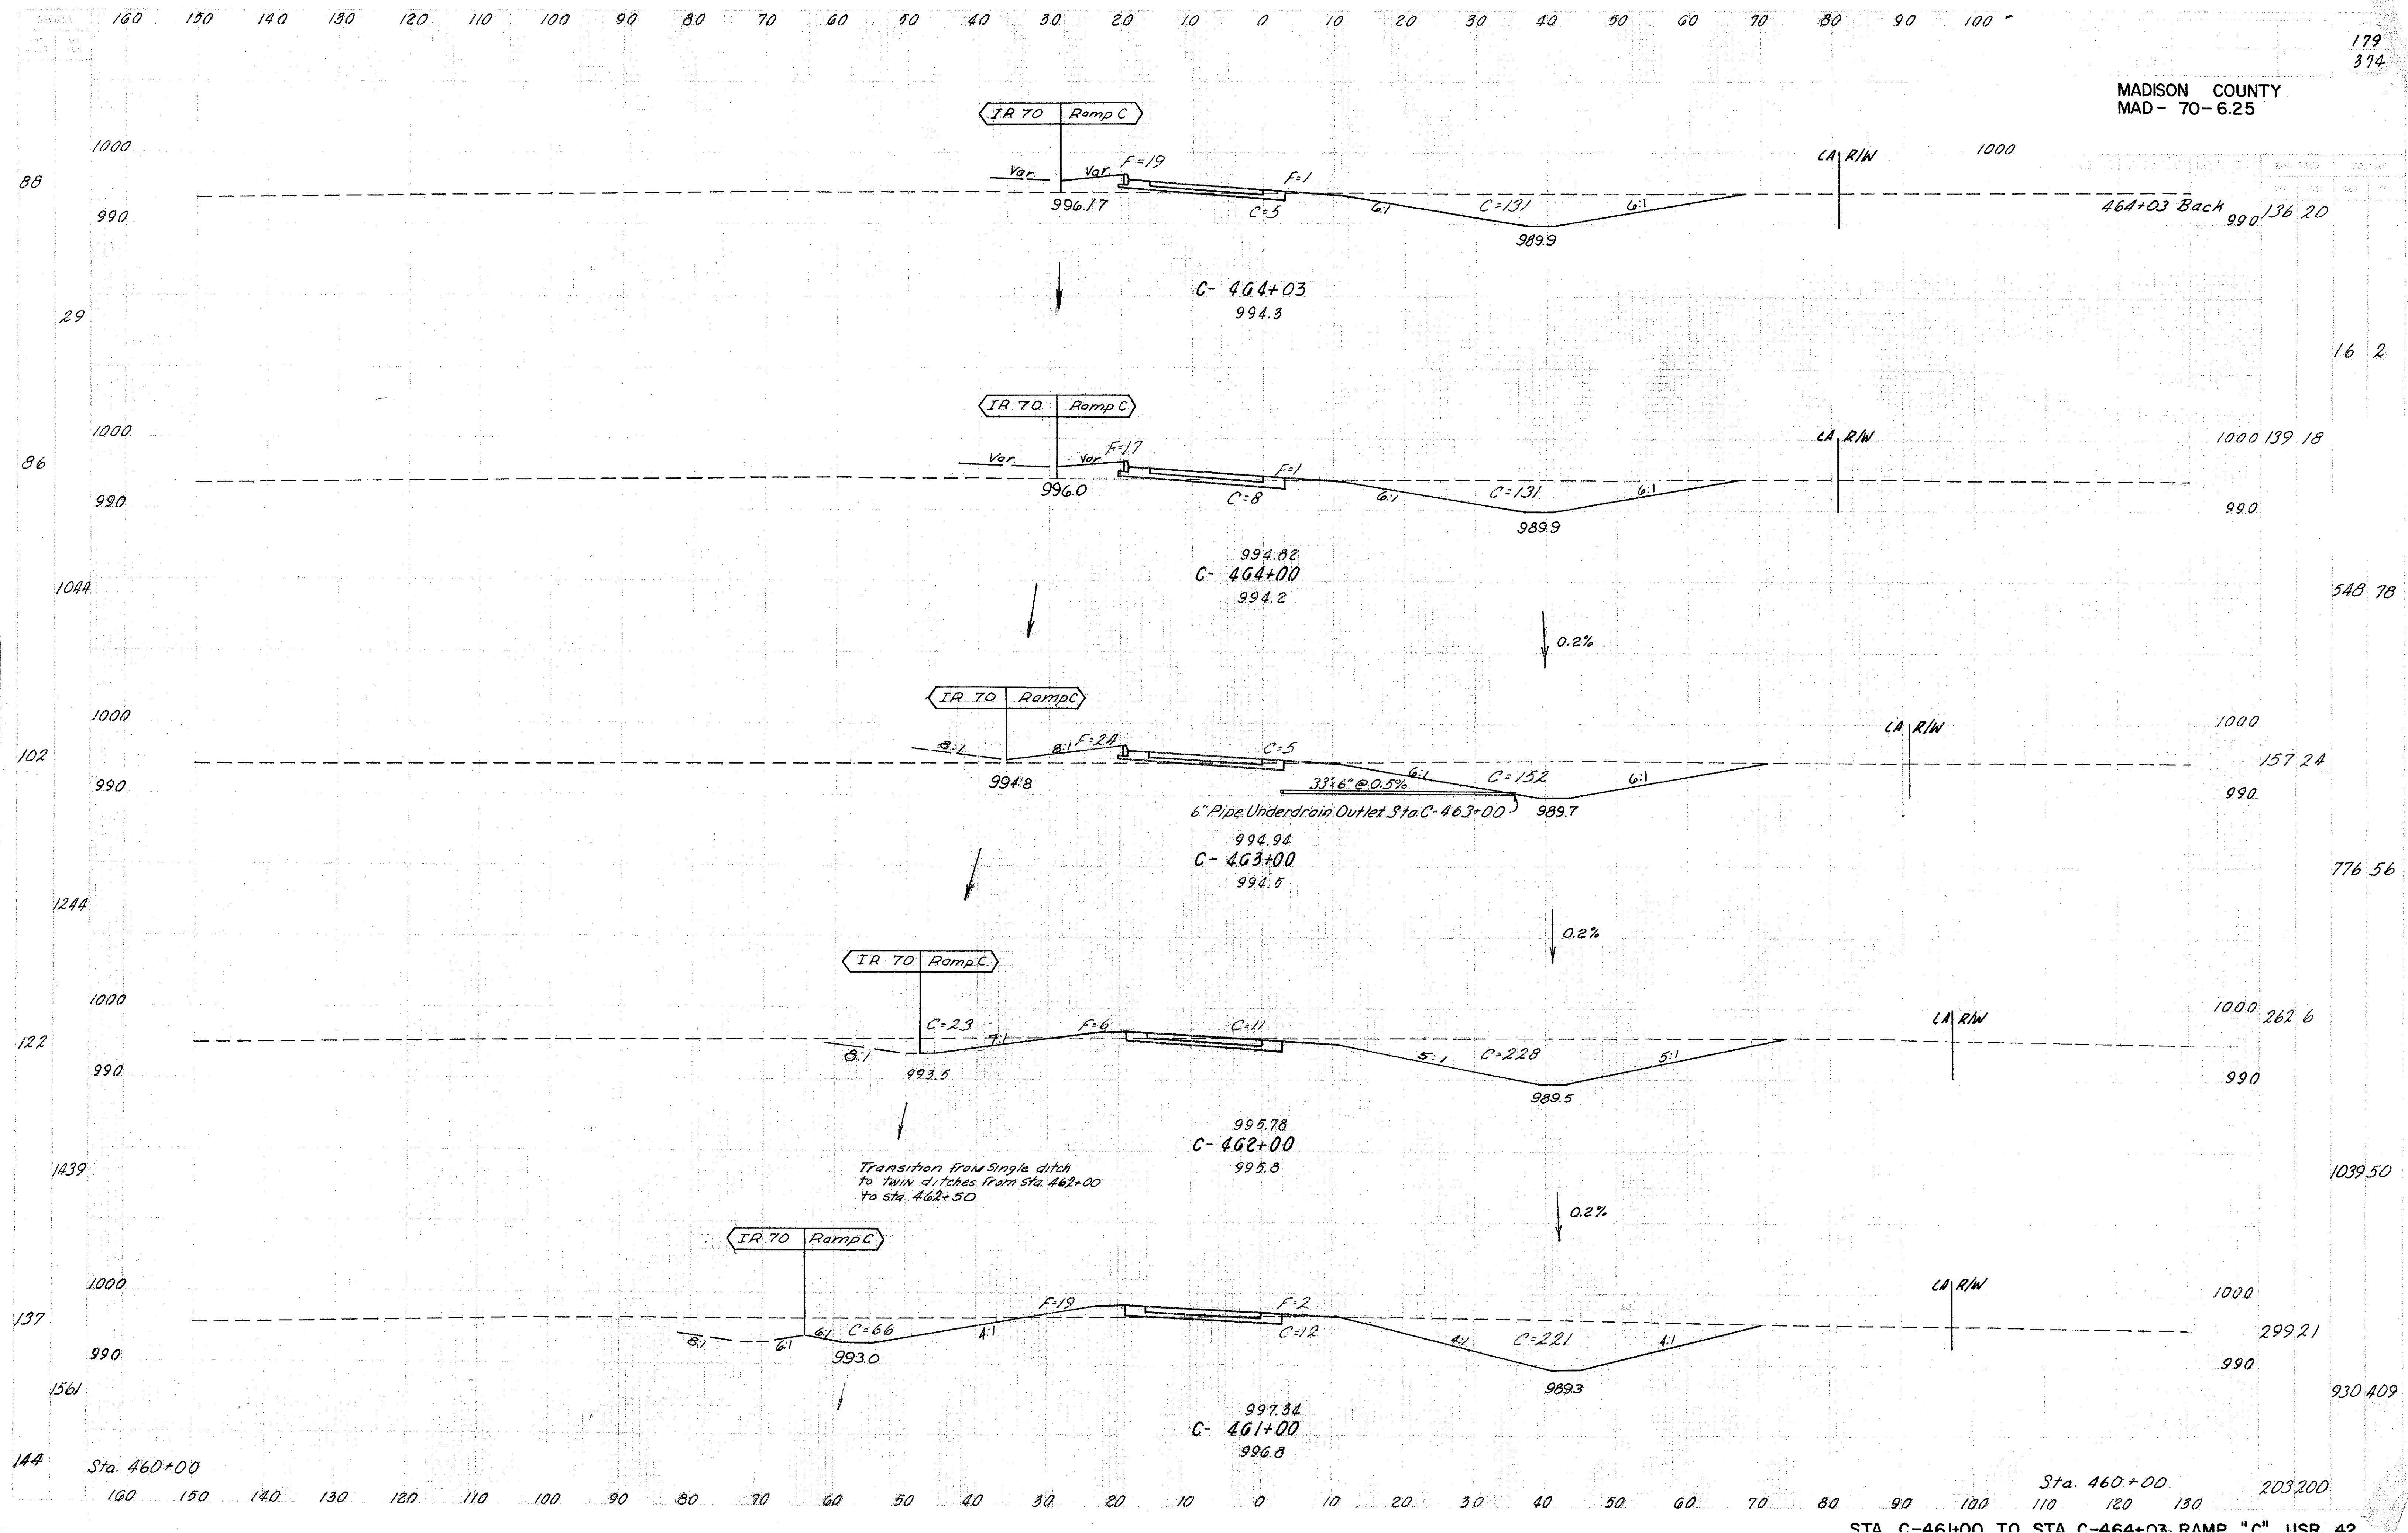 160 150 140 130 120 110 100 90 80 70 60 50 40 30 20 10 0 10 20 30 40 50 60 70 80 90 100
179
374
MADISON COUNTY
MAD - 70 - 6.25
IR 70 Ramp C
1000 LA R/W 1000
Var. Var. F=19 F=1
88
996.17 C=5 6:1 C=131 6:1 464+03 Back
990 990 136 20
989.9
C- 464+03
994.3
29
16 2
IR 70 Ramp C
1000 LA R/W 1000 139 18
Var. Var. F=17 F=1
86
996.0 C=8 6:1 C=131 6:1
990 990
989.9
994.82
C- 464+00
994.2
1044 548 78
0.2%
IR 70 Ramp C
1000 LA R/W 1000
102 8:1 8:1 F=24 C=5 157 24
994.8 33'x6" @ 0.5% 6:1 C=152 6:1
990 990
6" Pipe Underdrain Outlet Sta. C-463+00 989.7
994.94
C- 463+00
994.5
776 56
1244
0.2%
IR 70 Ramp C
1000 LA R/W 1000 262 6
C=23 7:1 F=6 C=11
122 8:1 5:1 C=228 5:1
990 993.5 990
989.5
995.78
C- 462+00
995.8
Transition from Single ditch
to twin ditches from Sta. 462+00
to sta. 462+50
1439 1039 50
0.2%
IR 70 Ramp C
1000 LA R/W 1000
F=19 F=2
137 8:1 6:1 6:1 C=66 4:1 C=12 4:1 C=221 4:1 299 21
990 993.0 990
989.3
1561 930 409
997.34
C- 461+00
996.8
144 Sta. 460+00 Sta. 460+00 203 200
160 150 140 130 120 110 100 90 80 70 60 50 40 30 20 10 0 10 20 30 40 50 60 70 80 90 100 110 120 130
STA. C-461+00 TO STA. C-464+03 RAMP "C" USR 42